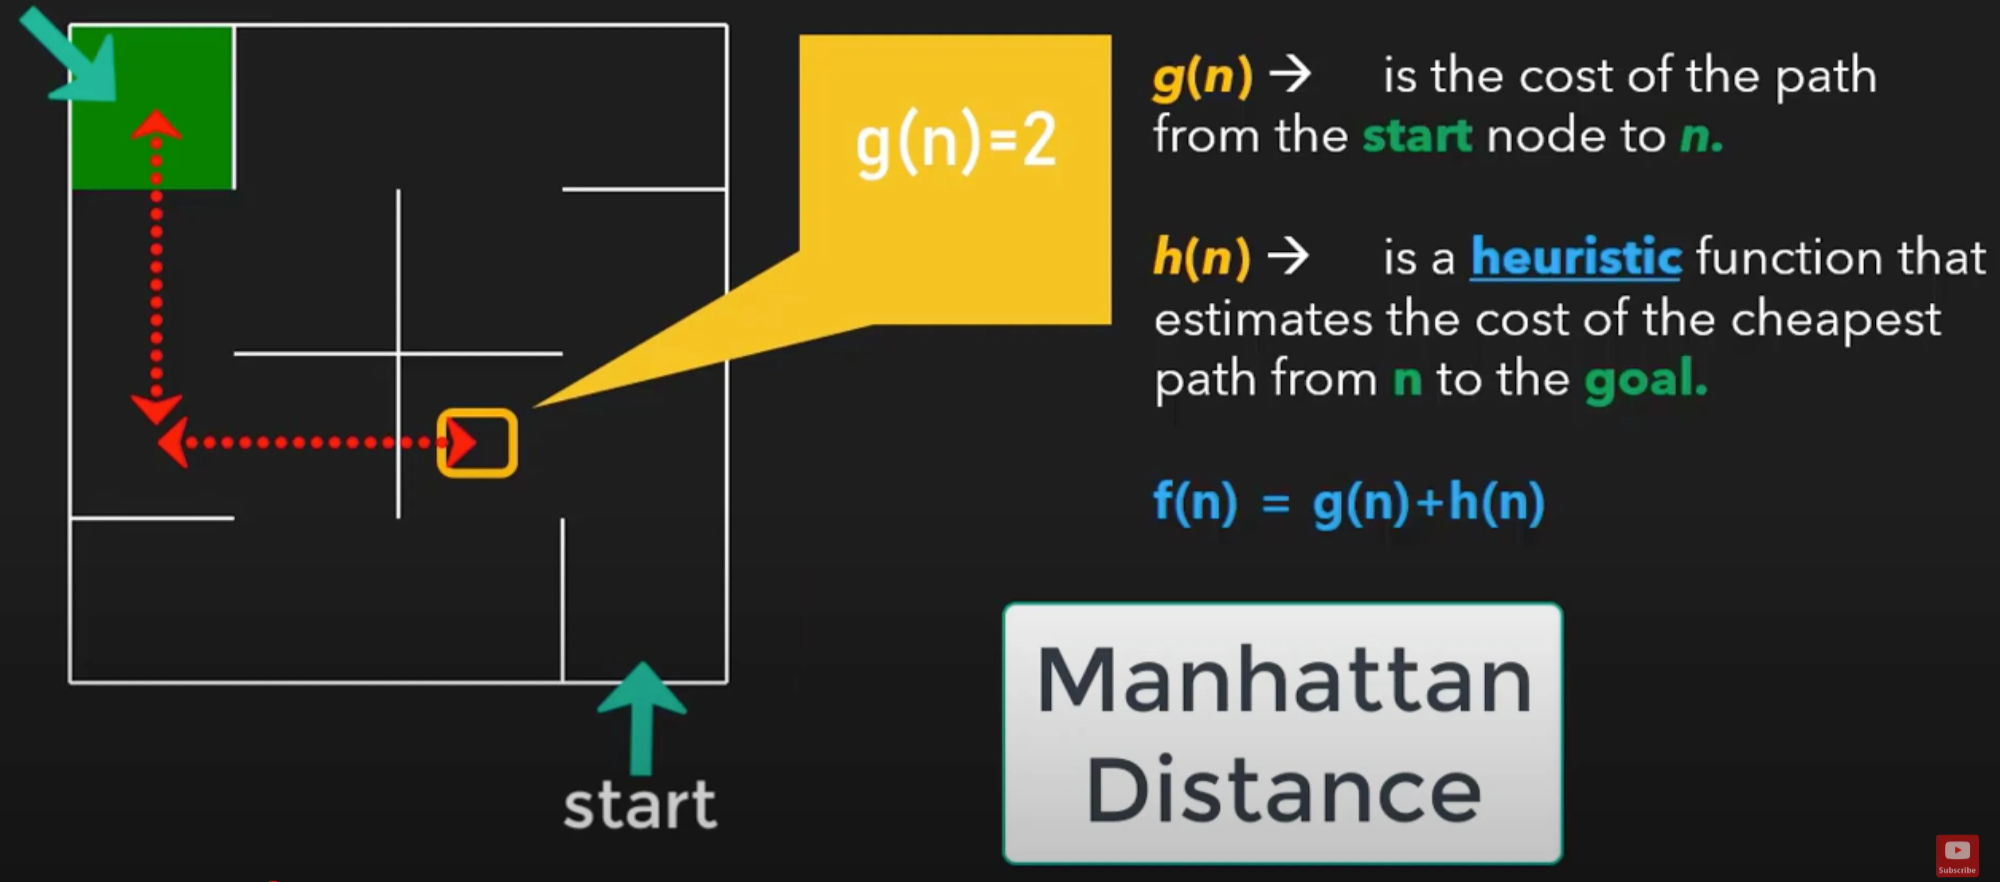 g(n)=2
g(n) → is the cost of the path
from the start node to n.
h(n) → is a heuristic function that
estimates the cost of the cheapest
path from n to the goal.
f(n) = g(n)+h(n)
Manhattan
Distance
start
Subscribe